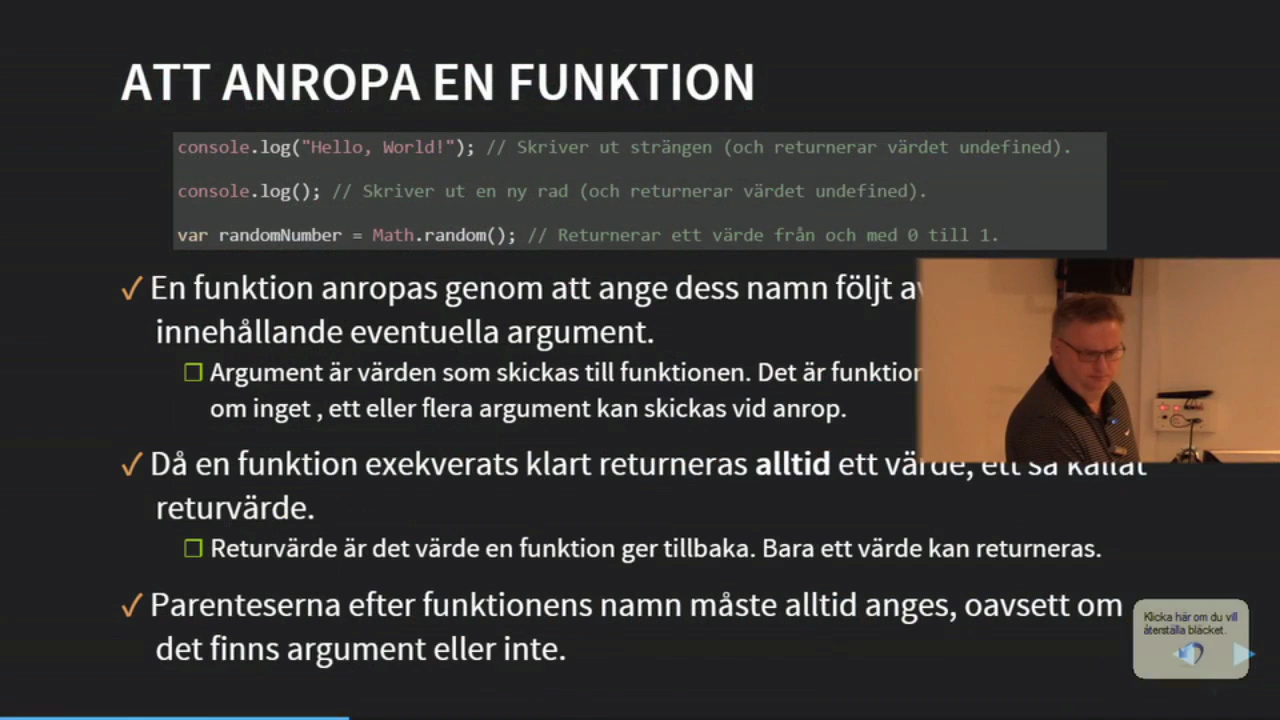 ATT ANROPA EN FUNKTION
console.log("Hello, World!"); // Skriver ut strängen (och returnerar värdet undefined).
console.log(); // Skriver ut en ny rad (och returnerar värdet undefined).
var randomNumber = Math.random(); // Returnerar ett värde från och med 0 till 1.
✓ En funktion anropas genom att ange dess namn följt
innehållande eventuella argument.
❐ Argument är värden som skickas till funktionen. Det är
om inget , ett eller flera argument kan skickas vid anrop.
✓ Då en funktion exekverats klart returneras alltid ett värde, ett så kallat
returvärde.
❐ Returvärde är det värde en funktion ger tillbaka. Bara ett värde kan returneras.
✓ Parenteserna efter funktionens namn måste alltid anges, oavsett om
det finns argument eller inte.
Klicka här om du vill
återställa bläcket.